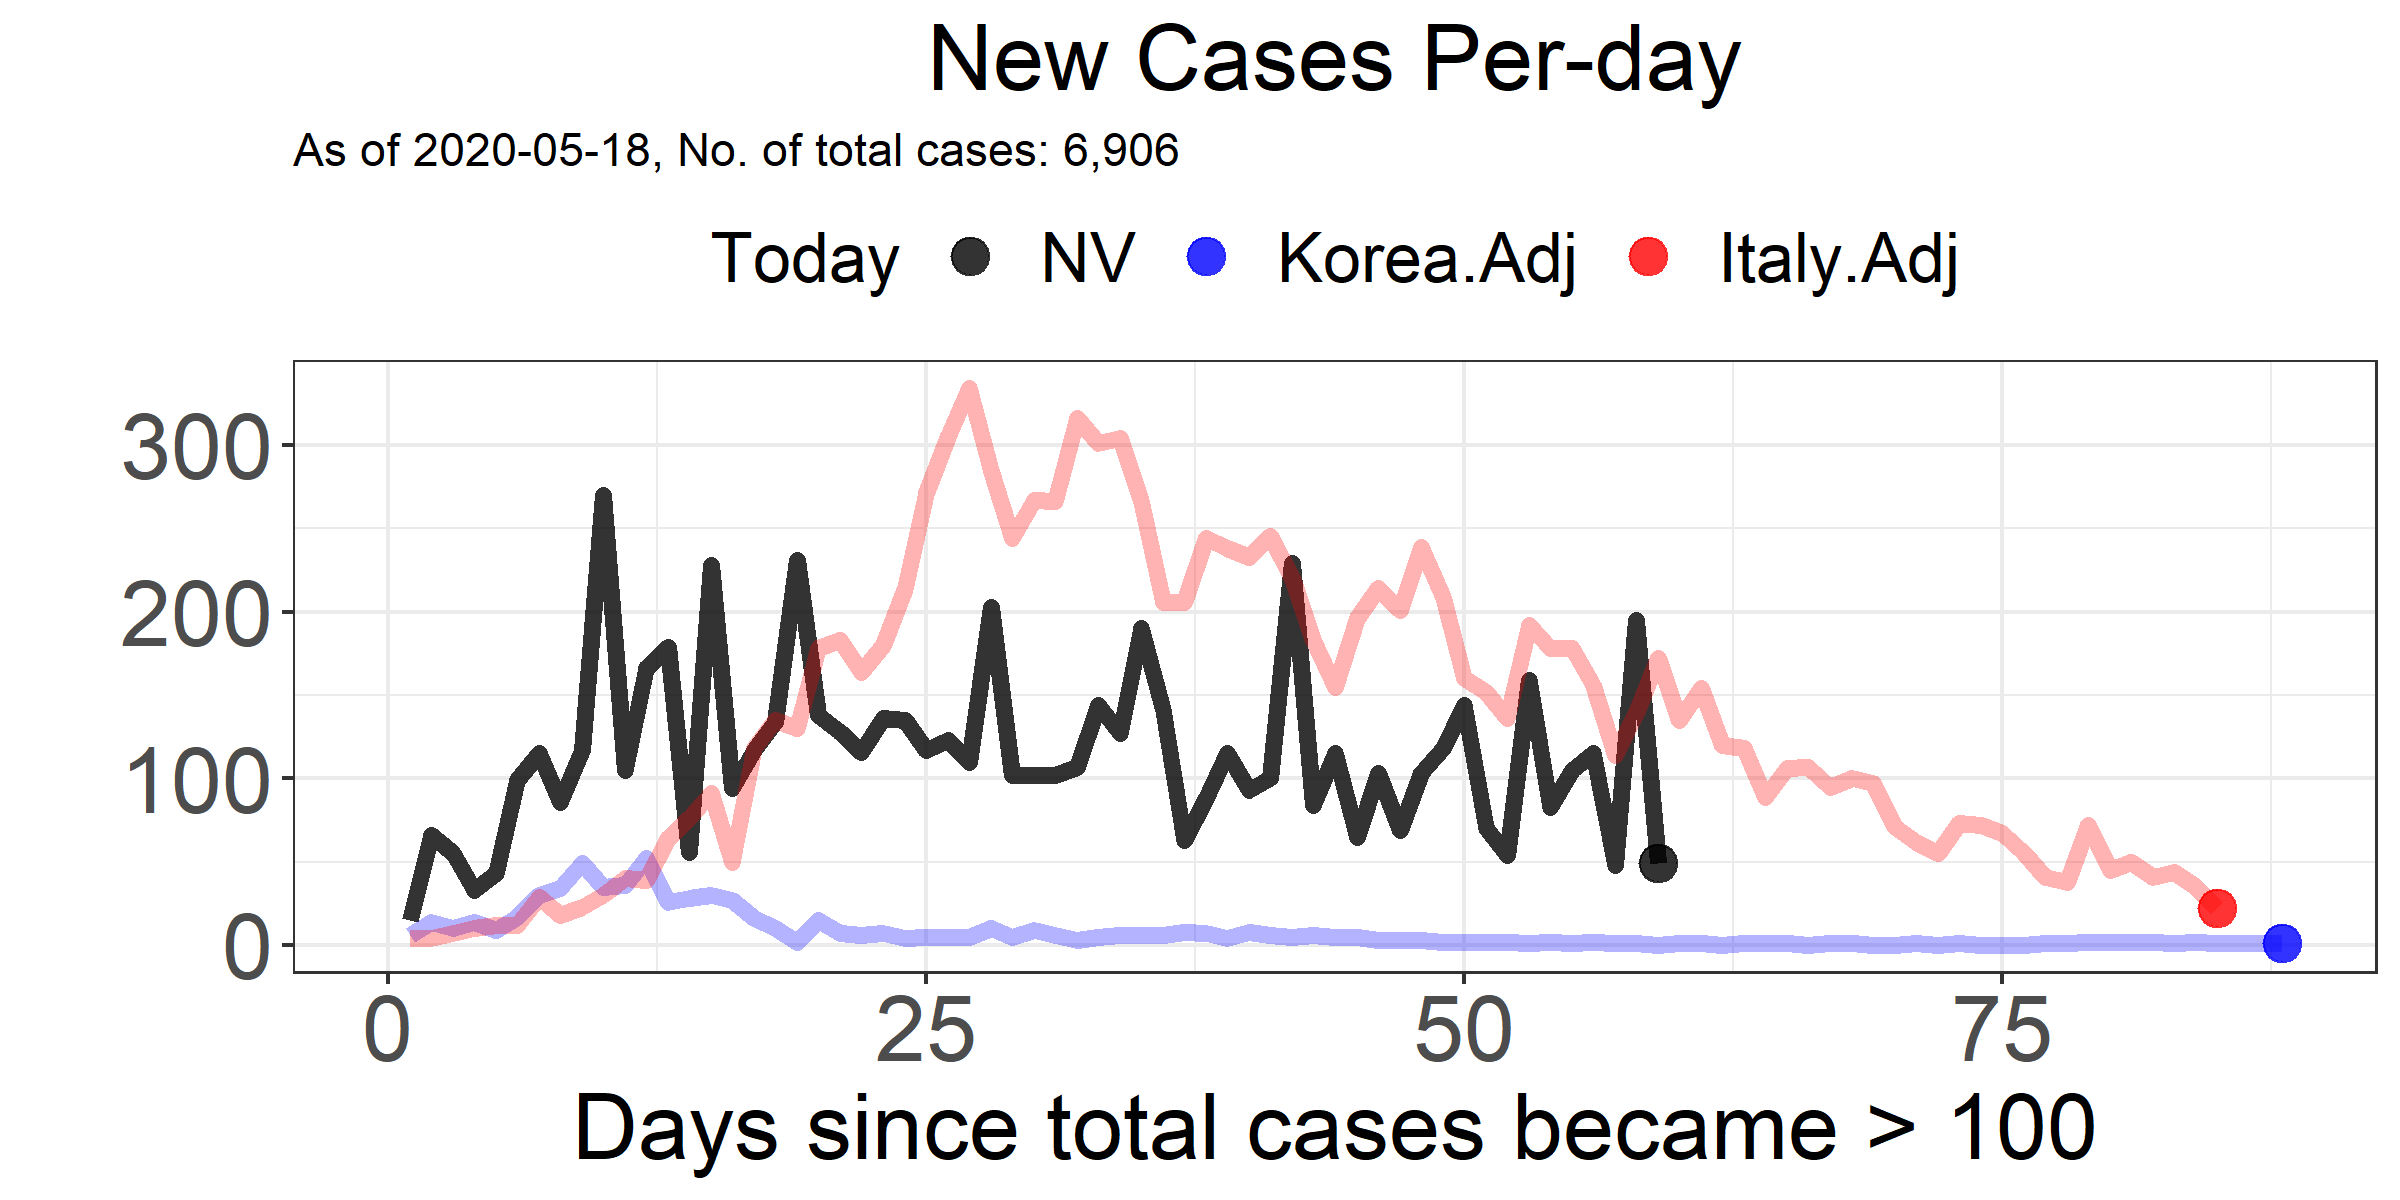 New Cases Per-day
As of 2020-05-18, No. of total cases: 6,906
Today NV Korea.Adj Italy.Adj
300
200
100
0
0 25 50 75
Days since total cases became > 100